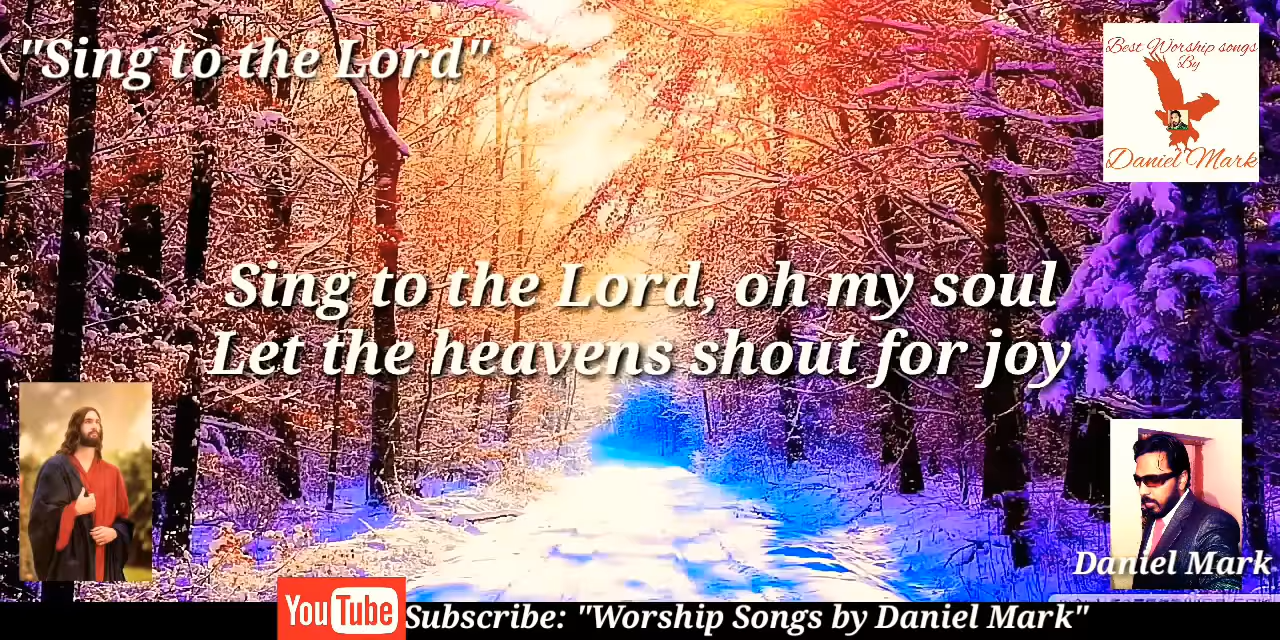 "Sing to the Lord"
Best Worship songs
By
Daniel Mark
Sing to the Lord, oh my soul
Let the heavens shout for joy
Daniel Mark
YouTube Subscribe: "Worship Songs by Daniel Mark"